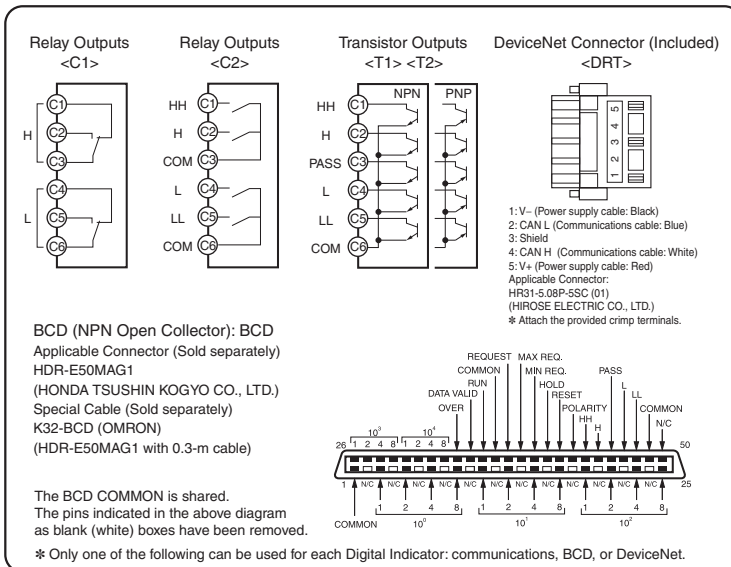 Relay Outputs
<C1>
H
L
C1
C2
C3
C4
C5
C6
Relay Outputs
<C2>
HH
H
COM
L
LL
COM
C1
C2
C3
C4
C5
C6
Transistor Outputs
<T1> <T2>
NPN
PNP
HH
H
PASS
L
LL
COM
C1
C2
C3
C4
C5
C6
DeviceNet Connector (Included)
<DRT>
1 2 3 4 5
1: V– (Power supply cable: Black)
2: CAN L (Communications cable: Blue)
3: Shield
4: CAN H (Communications cable: White)
5: V+ (Power supply cable: Red)
Applicable Connector:
HR31-5.08P-5SC (01)
(HIROSE ELECTRIC CO., LTD.)
✽ Attach the provided crimp terminals.
BCD (NPN Open Collector): BCD
Applicable Connector (Sold separately)
HDR-E50MAG1
(HONDA TSUSHIN KOGYO CO., LTD.)
Special Cable (Sold separately)
K32-BCD (OMRON)
(HDR-E50MAG1 with 0.3-m cable)
The BCD COMMON is shared.
The pins indicated in the above diagram
as blank (white) boxes have been removed.
REQUEST
COMMON
RUN
DATA VALID
OVER
MAX REQ.
MIN REQ.
HOLD
RESET
POLARITY
HH
H
PASS
L
LL
COMMON
N/C
10³
10⁴
26 1 2 4 8 1 2 4 8 50
1 N/C N/C N/C N/C N/C N/C N/C N/C N/C N/C N/C N/C 25
COMMON
1 2 4 8
10⁰
1 2 4 8
10¹
1 2 4 8
10²
✽ Only one of the following can be used for each Digital Indicator: communications, BCD, or DeviceNet.